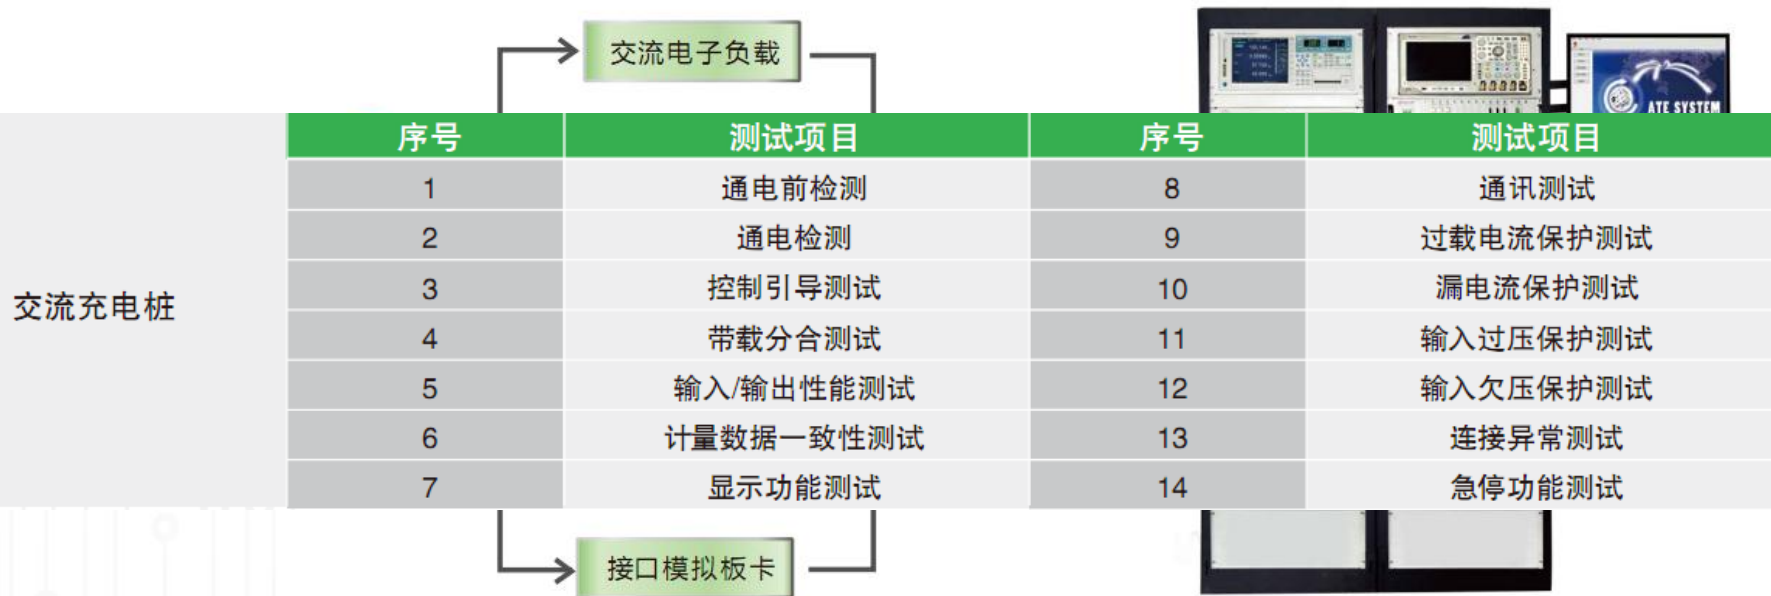 交流电子负载
ATE SYSTEM
序号 测试项目 序号 测试项目
1 通电前检测 8 通讯测试
2 通电检测 9 过载电流保护测试
3 控制引导测试 10 漏电流保护测试
交流充电桩
4 带载分合测试 11 输入过压保护测试
5 输入/输出性能测试 12 输入欠压保护测试
6 计量数据一致性测试 13 连接异常测试
7 显示功能测试 14 急停功能测试
接口模拟板卡